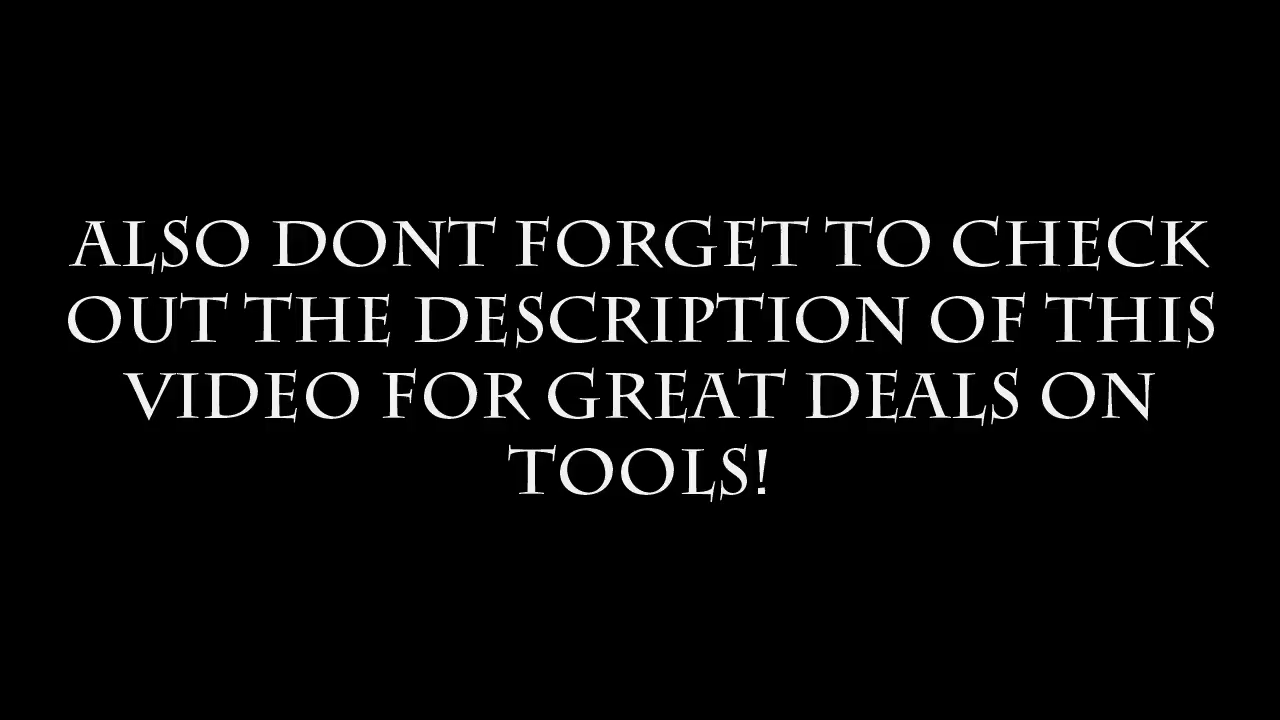 ALSO DONT FORGET TO CHECK
OUT THE DESCRIPTION OF THIS
VIDEO FOR GREAT DEALS ON
TOOLS!